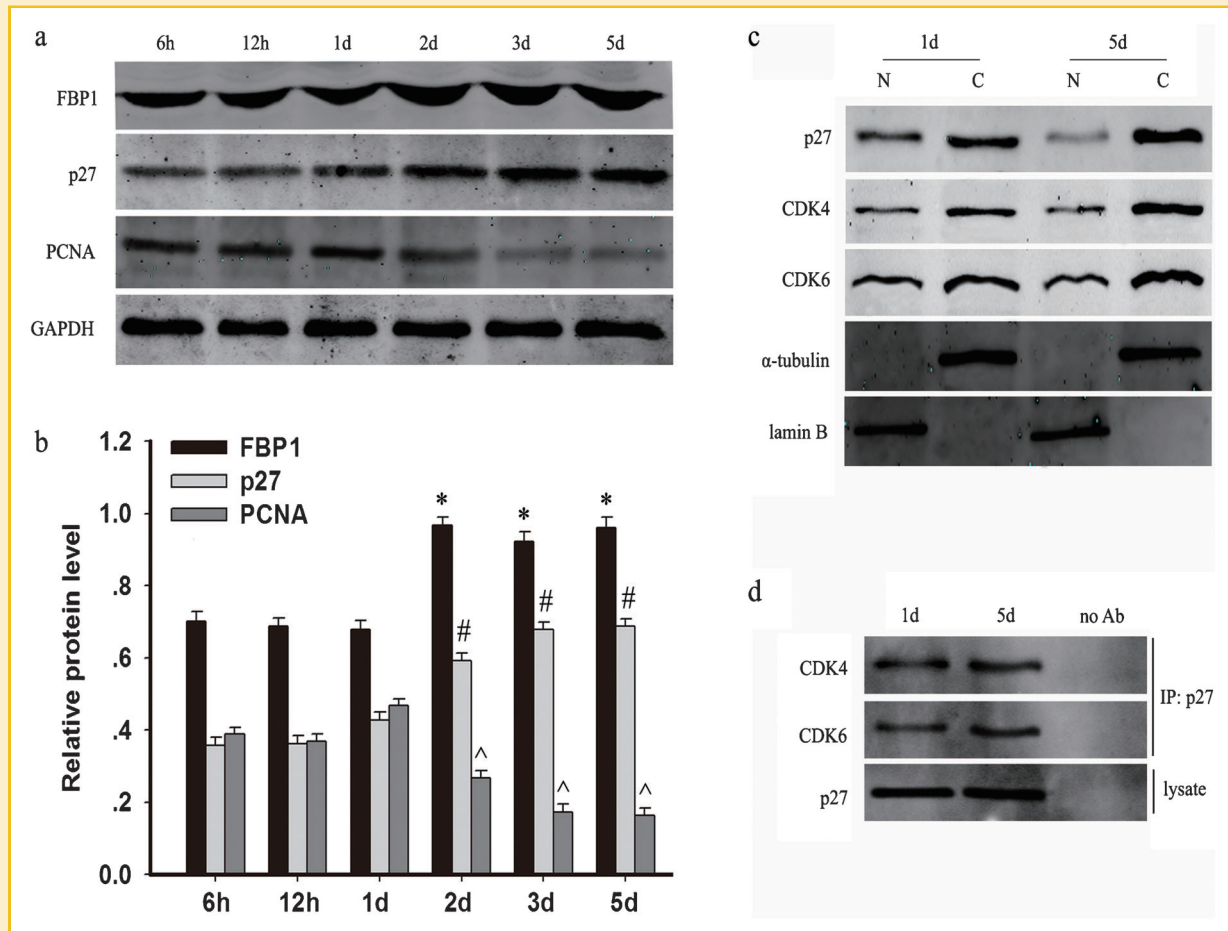 a
6h 12h 1d 2d 3d 5d
FBP1
p27
PCNA
GAPDH
b
1.2
1.0
.8
.6
.4
.2
0.0
Relative protein level
FBP1
p27
PCNA
* * *
# # #
^ ^ ^
6h 12h 1d 2d 3d 5d
c
1d 5d
N C N C
p27
CDK4
CDK6
α-tubulin
lamin B
d
1d 5d no Ab
CDK4
CDK6
IP: p27
p27
lysate